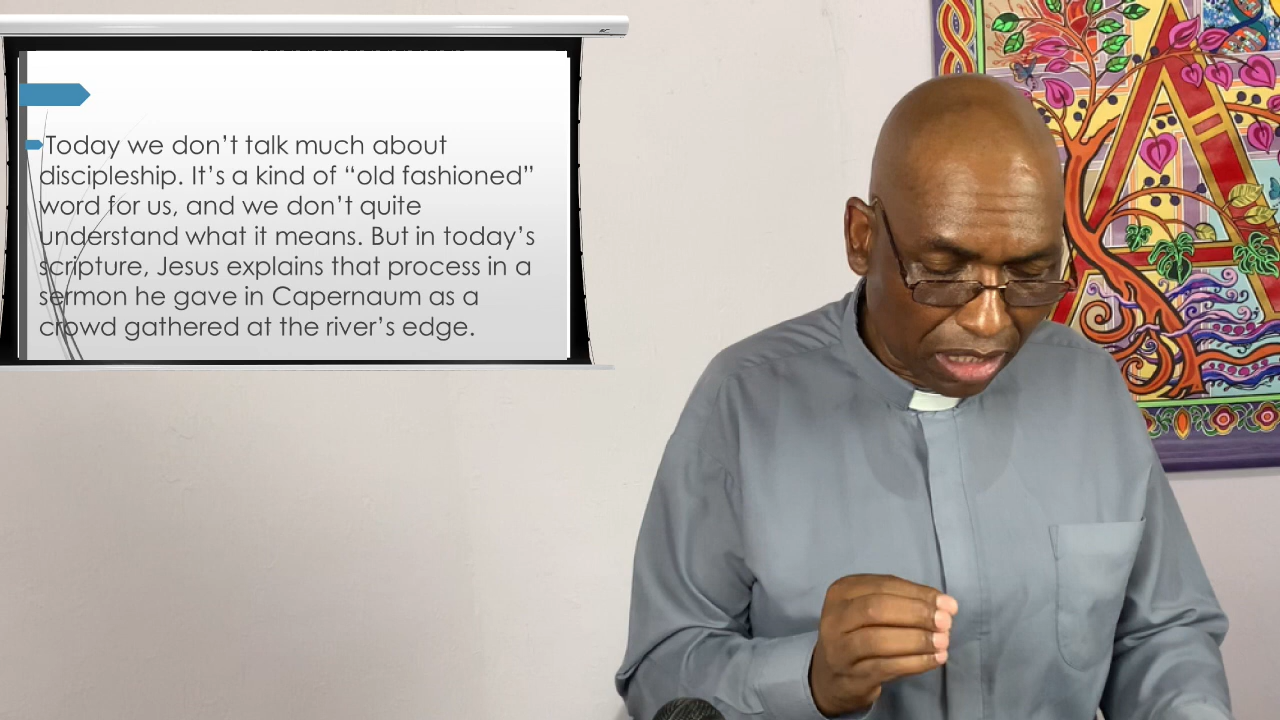 Today we don’t talk much about
discipleship. It’s a kind of “old fashioned”
word for us, and we don’t quite
understand what it means. But in today’s
scripture, Jesus explains that process in a
sermon he gave in Capernaum as a
crowd gathered at the river’s edge.